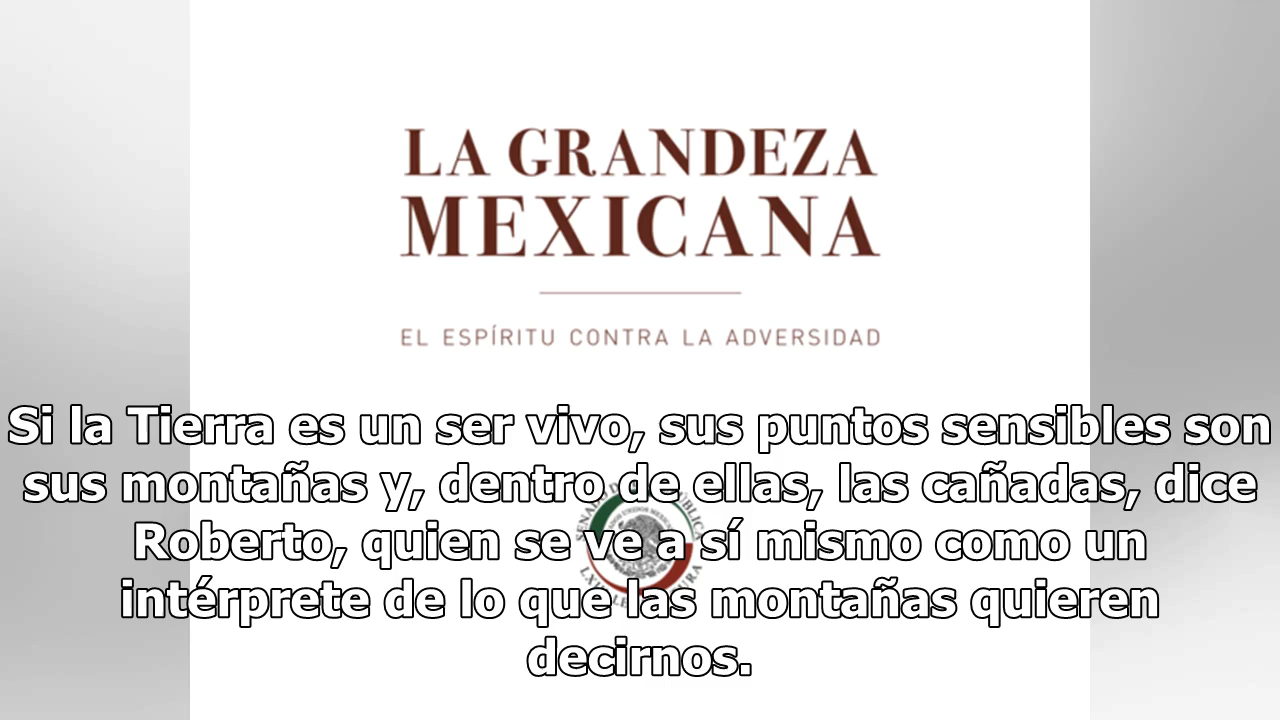 LA GRANDEZA
MEXICANA
EL ESPÍRITU CONTRA LA ADVERSIDAD
Si la Tierra es un ser vivo, sus puntos sensibles son
sus montañas y, dentro de ellas, las cañadas, dice
Roberto, quien se ve a sí mismo como un
intérprete de lo que las montañas quieren
decirnos.